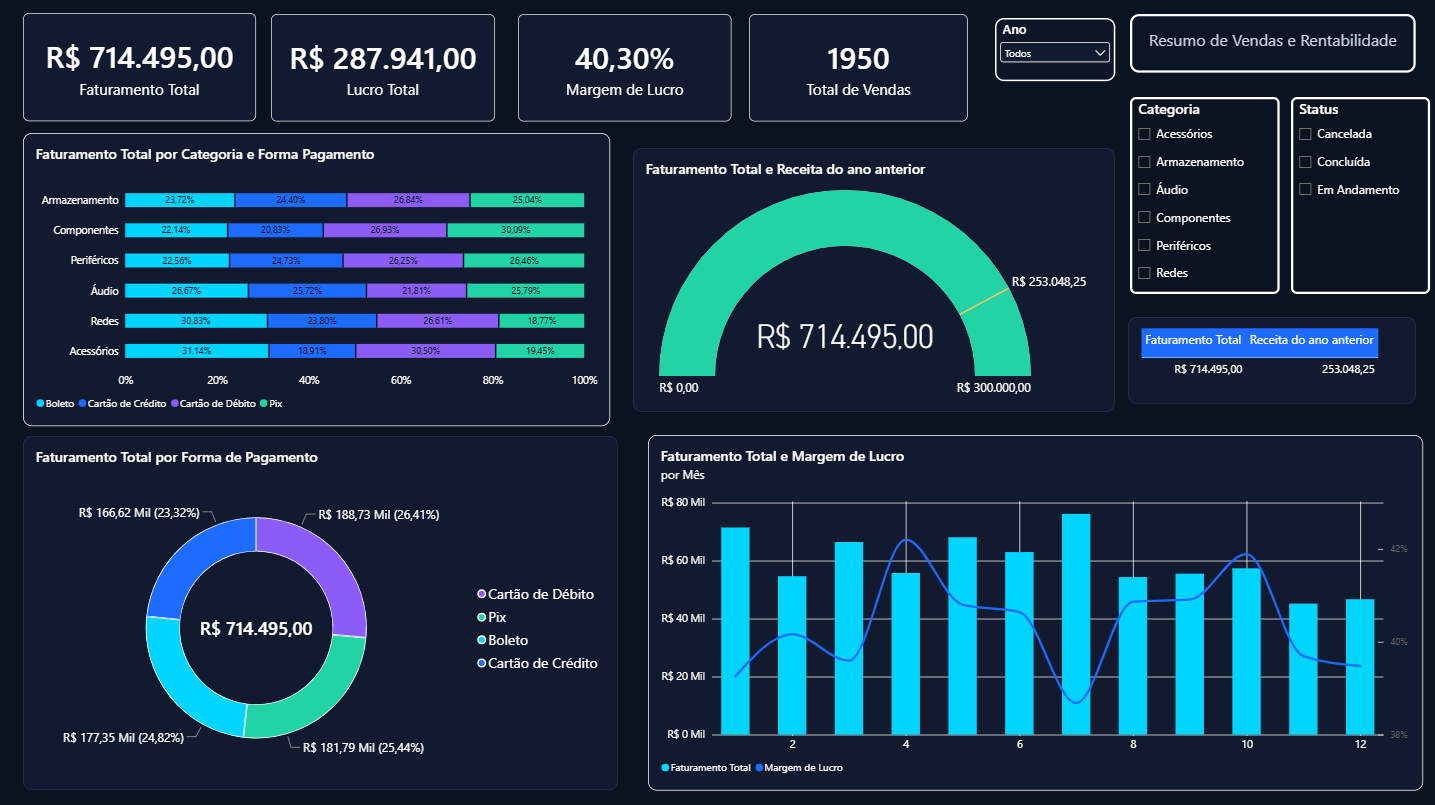 R$ 714.495,00
Faturamento Total
R$ 287.941,00
Lucro Total
40,30%
Margem de Lucro
1950
Total de Vendas
Ano
Todos
Resumo de Vendas e Rentabilidade
Categoria
Acessórios
Armazenamento
Áudio
Componentes
Periféricos
Redes
Status
Cancelada
Concluída
Em Andamento
Faturamento Total por Categoria e Forma Pagamento
Armazenamento 23,72% 24,40% 26,84% 25,04%
Componentes 22,14% 20,83% 26,93% 30,09%
Periféricos 22,56% 24,73% 26,25% 26,46%
Áudio 26,67% 25,72% 21,81% 25,79%
Redes 30,83% 23,80% 26,61% 18,77%
Acessórios 31,14% 18,91% 30,50% 19,45%
0% 20% 40% 60% 80% 100%
Boleto Cartão de Crédito Cartão de Débito Pix
Faturamento Total e Receita do ano anterior
R$ 253.048,25
R$ 714.495,00
R$ 0,00 R$ 300.000,00
Faturamento Total Receita do ano anterior
R$ 714.495,00 253.048,25
Faturamento Total por Forma de Pagamento
R$ 166,62 Mil (23,32%)
R$ 188,73 Mil (26,41%)
R$ 714.495,00
R$ 177,35 Mil (24,82%)
R$ 181,79 Mil (25,44%)
Cartão de Débito
Pix
Boleto
Cartão de Crédito
Faturamento Total e Margem de Lucro
por Mês
R$ 80 Mil
R$ 60 Mil
R$ 40 Mil
R$ 20 Mil
R$ 0 Mil
42%
40%
38%
2 4 6 8 10 12
Faturamento Total Margem de Lucro